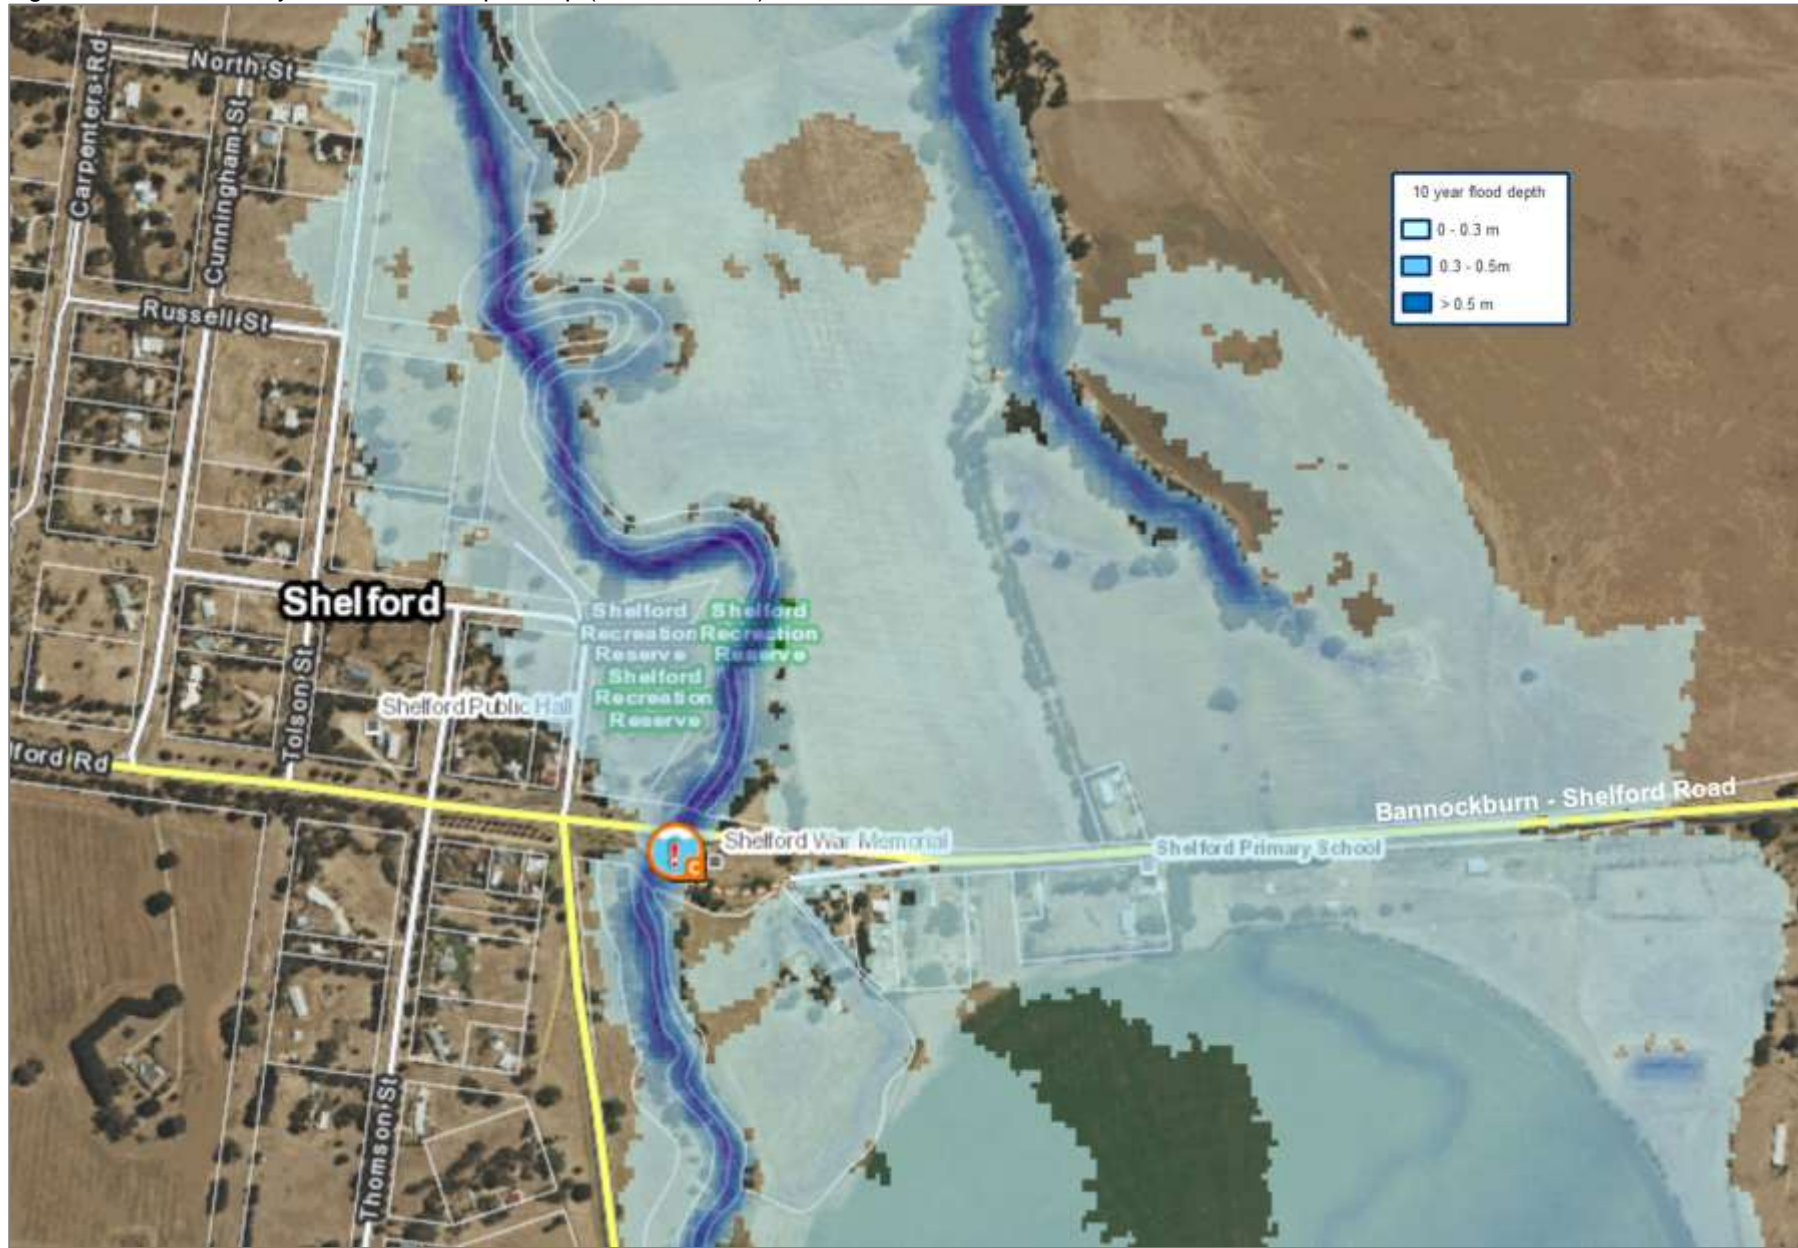 North St
Carpenters Rd
Cunningham St
10 year flood depth
0 - 0.3 m
0.3 - 0.5m
> 0.5 m
Russell St
Shelford
Shelford
Recreation
Reserve
Shelford
Recreation
Reserve
Shelford
Recreation
Reserve
Tolson St
Shelford Public Hall
lford Rd
Bannockburn - Shelford Road
!
C
Shelford War Memorial
Shelford Primary School
Thomson St